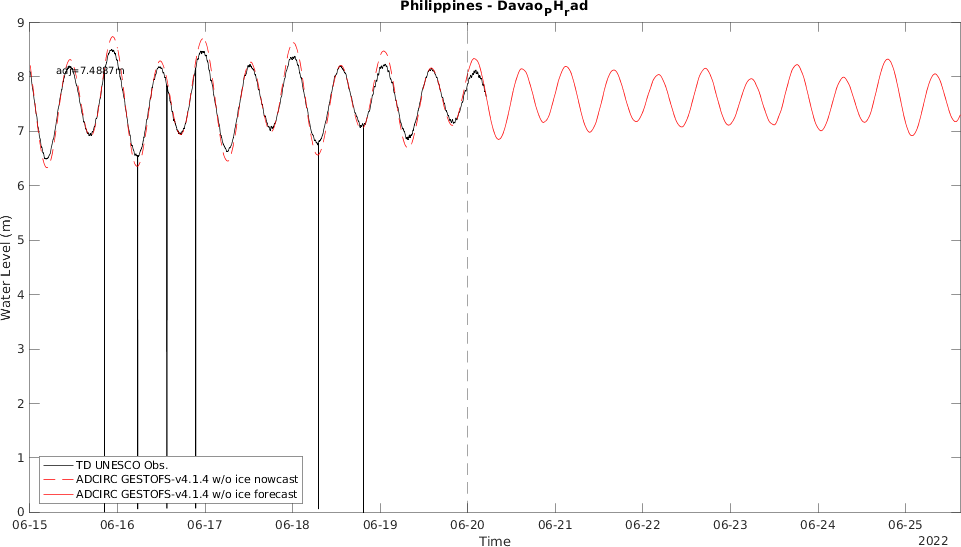 Philippines - DavaoPHrad
9
8
7
6
5
4
3
2
1
0
Water Level (m)
adj=7.4887m
TD UNESCO Obs.
ADCIRC GESTOFS-v4.1.4 w/o ice nowcast
ADCIRC GESTOFS-v4.1.4 w/o ice forecast
06-15 06-16 06-17 06-18 06-19 06-20 06-21 06-22 06-23 06-24 06-25
Time
2022